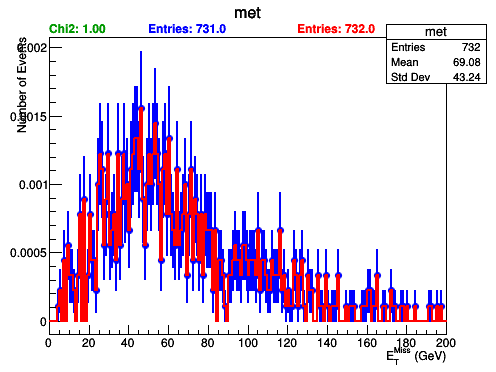 met
Chi2: 1.00 Entries: 731.0 Entries: 732.0
met
Entries 732
Mean 69.08
Std Dev 43.24
Number of Events
0.002
0.0015
0.001
0.0005
0
0 20 40 60 80 100 120 140 160 180 200
E_T^Miss (GeV)